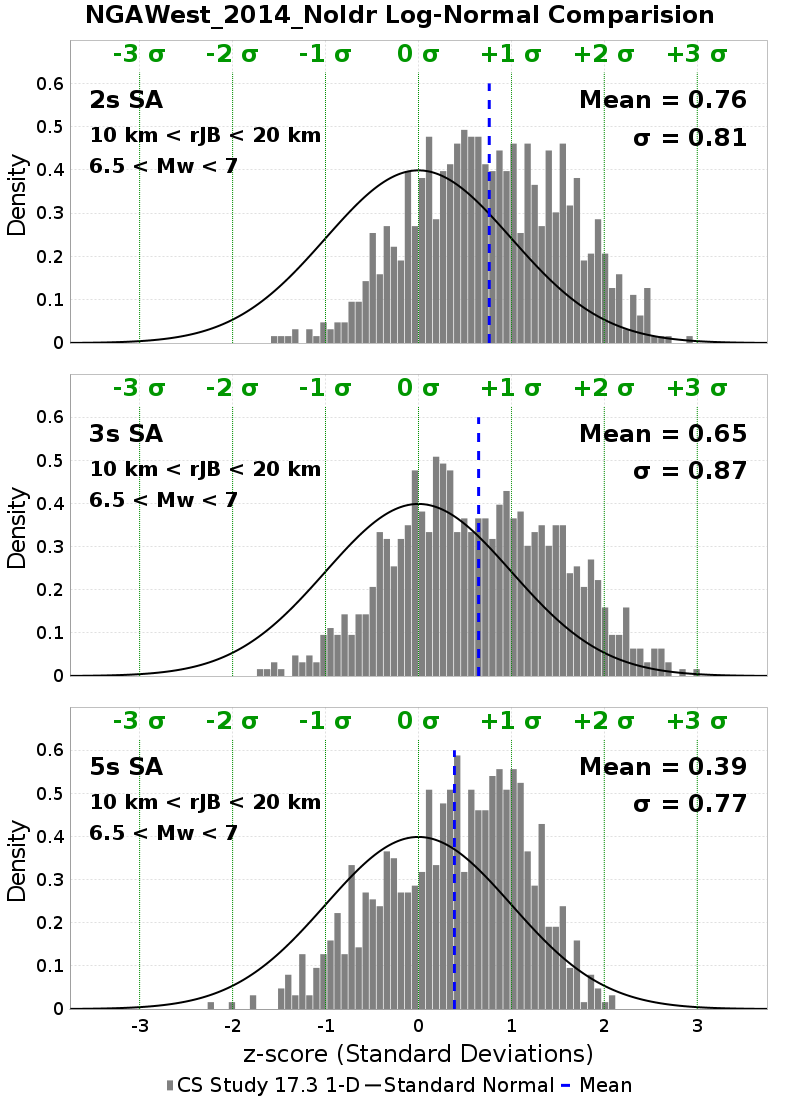 NGAWest_2014_NoIdr Log-Normal Comparision
-3 σ -2 σ -1 σ 0 σ +1 σ +2 σ +3 σ
0.6
2s SA Mean = 0.76
0.5
10 km < rJB < 20 km σ = 0.81
6.5 < Mw < 7
0.4
0.3
0.2
0.1
0
Density
-3 σ -2 σ -1 σ 0 σ +1 σ +2 σ +3 σ
0.6
3s SA Mean = 0.65
0.5
10 km < rJB < 20 km σ = 0.87
6.5 < Mw < 7
0.4
0.3
0.2
0.1
0
Density
-3 σ -2 σ -1 σ 0 σ +1 σ +2 σ +3 σ
0.6
5s SA Mean = 0.39
0.5
10 km < rJB < 20 km σ = 0.77
6.5 < Mw < 7
0.4
0.3
0.2
0.1
0
Density
-3 -2 -1 0 1 2 3
z-score (Standard Deviations)
CS Study 17.3 1-D Standard Normal Mean